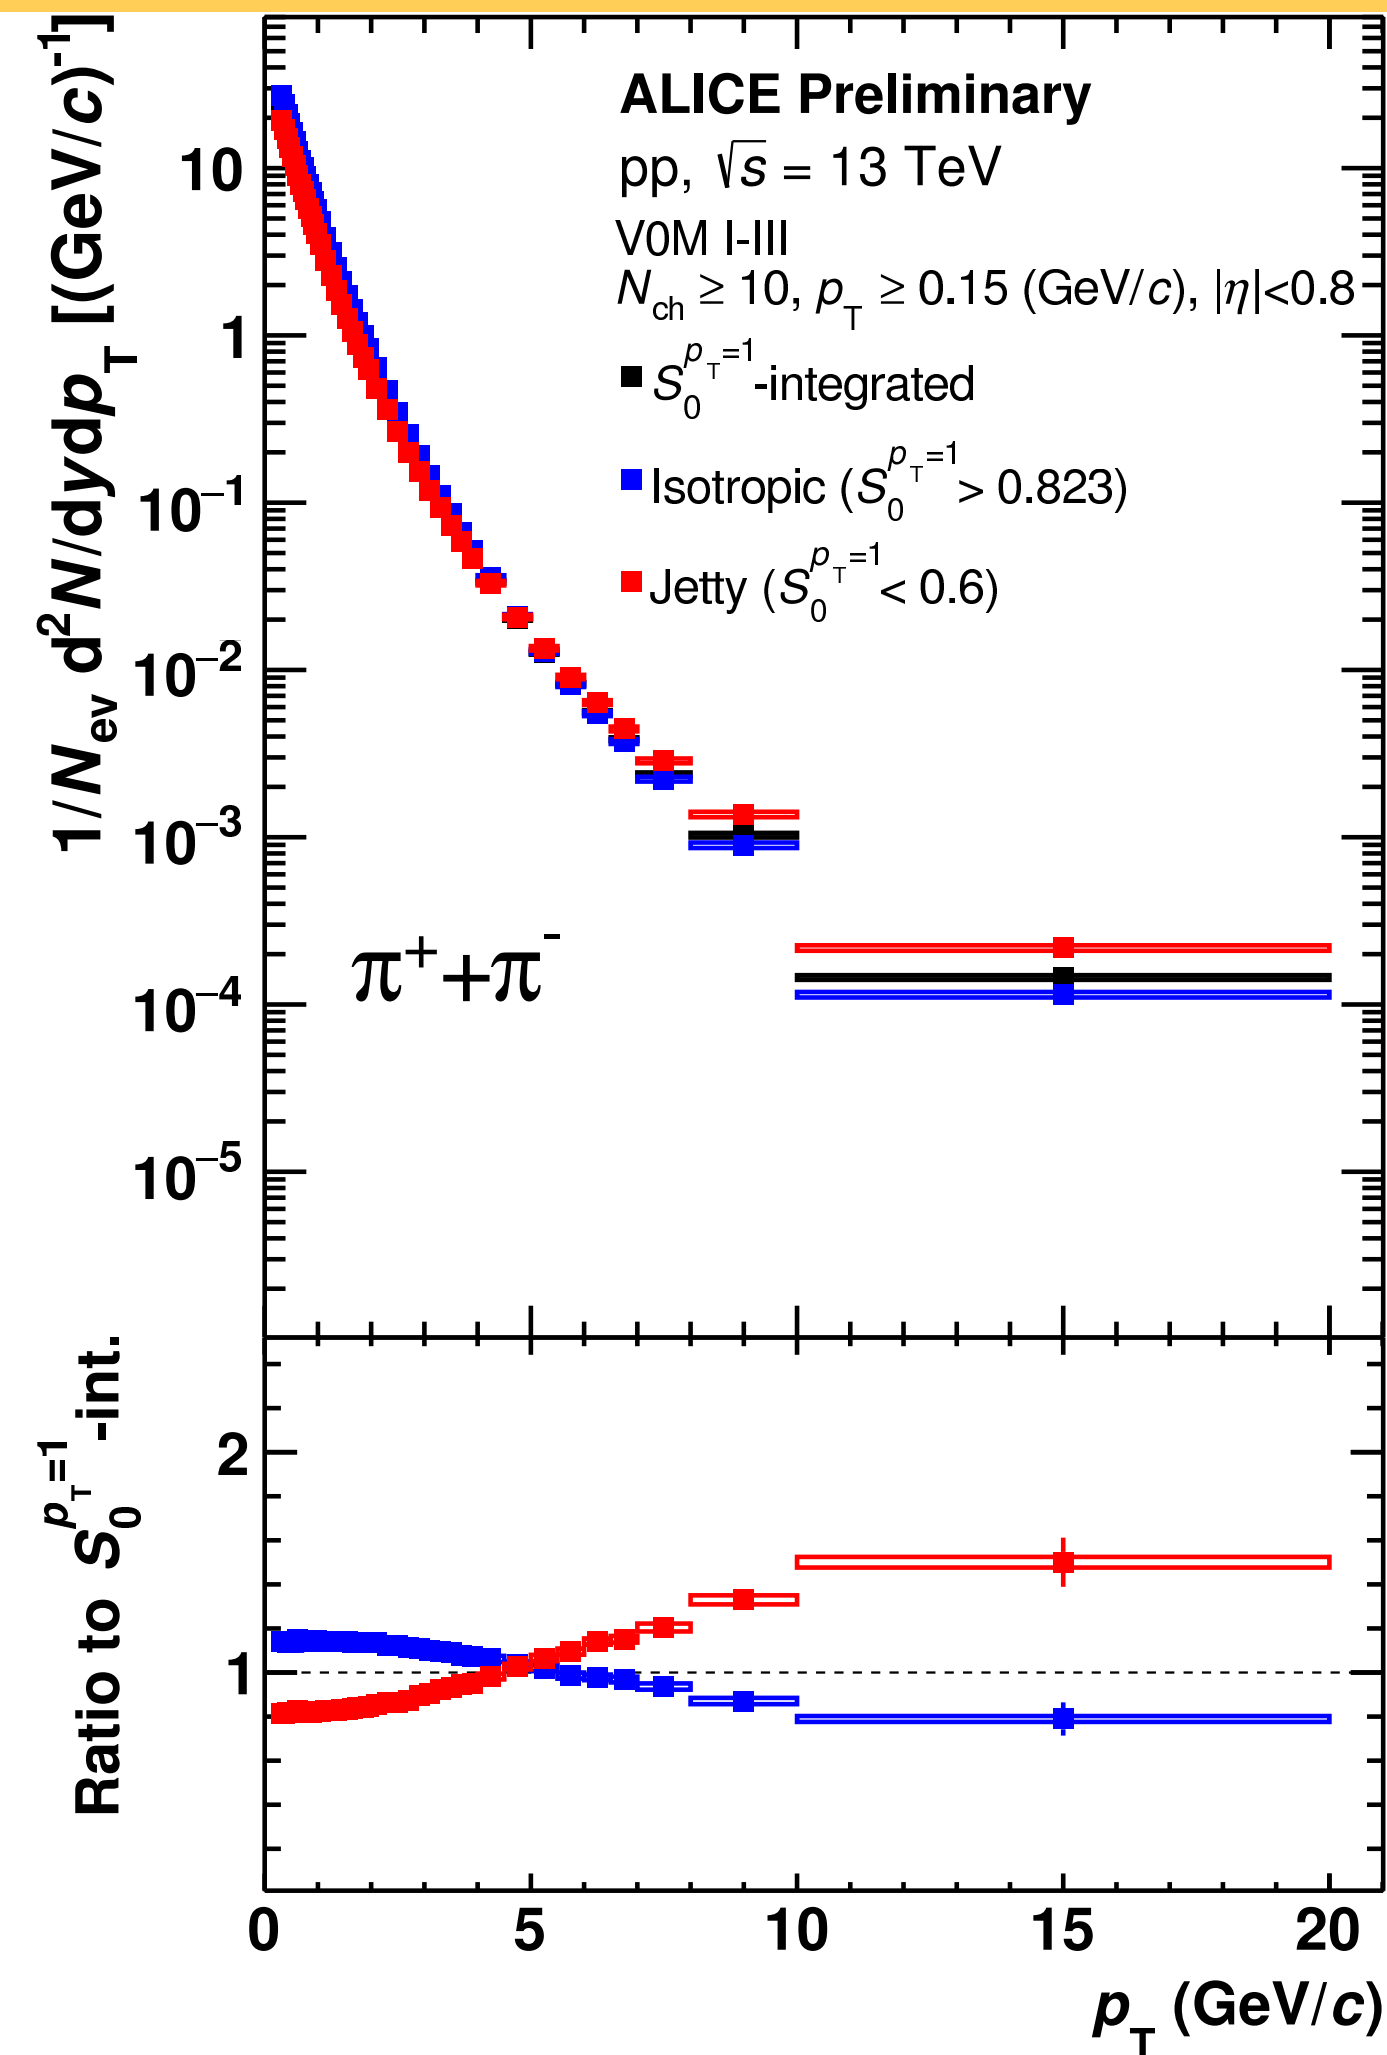 ALICE Preliminary
pp, √s = 13 TeV
V0M I-III
N_ch ≥ 10, p_T ≥ 0.15 (GeV/c), |η|<0.8
S_0^{p_T=1}-integrated
Isotropic (S_0^{p_T=1} > 0.823)
Jetty (S_0^{p_T=1} < 0.6)
π⁺+π⁻
1/N_ev d²N/dydp_T [(GeV/c)⁻¹]
10
1
10⁻¹
10⁻²
10⁻³
10⁻⁴
10⁻⁵
Ratio to S_0^{p_T=1}-int.
2
1
0 5 10 15 20
p_T (GeV/c)